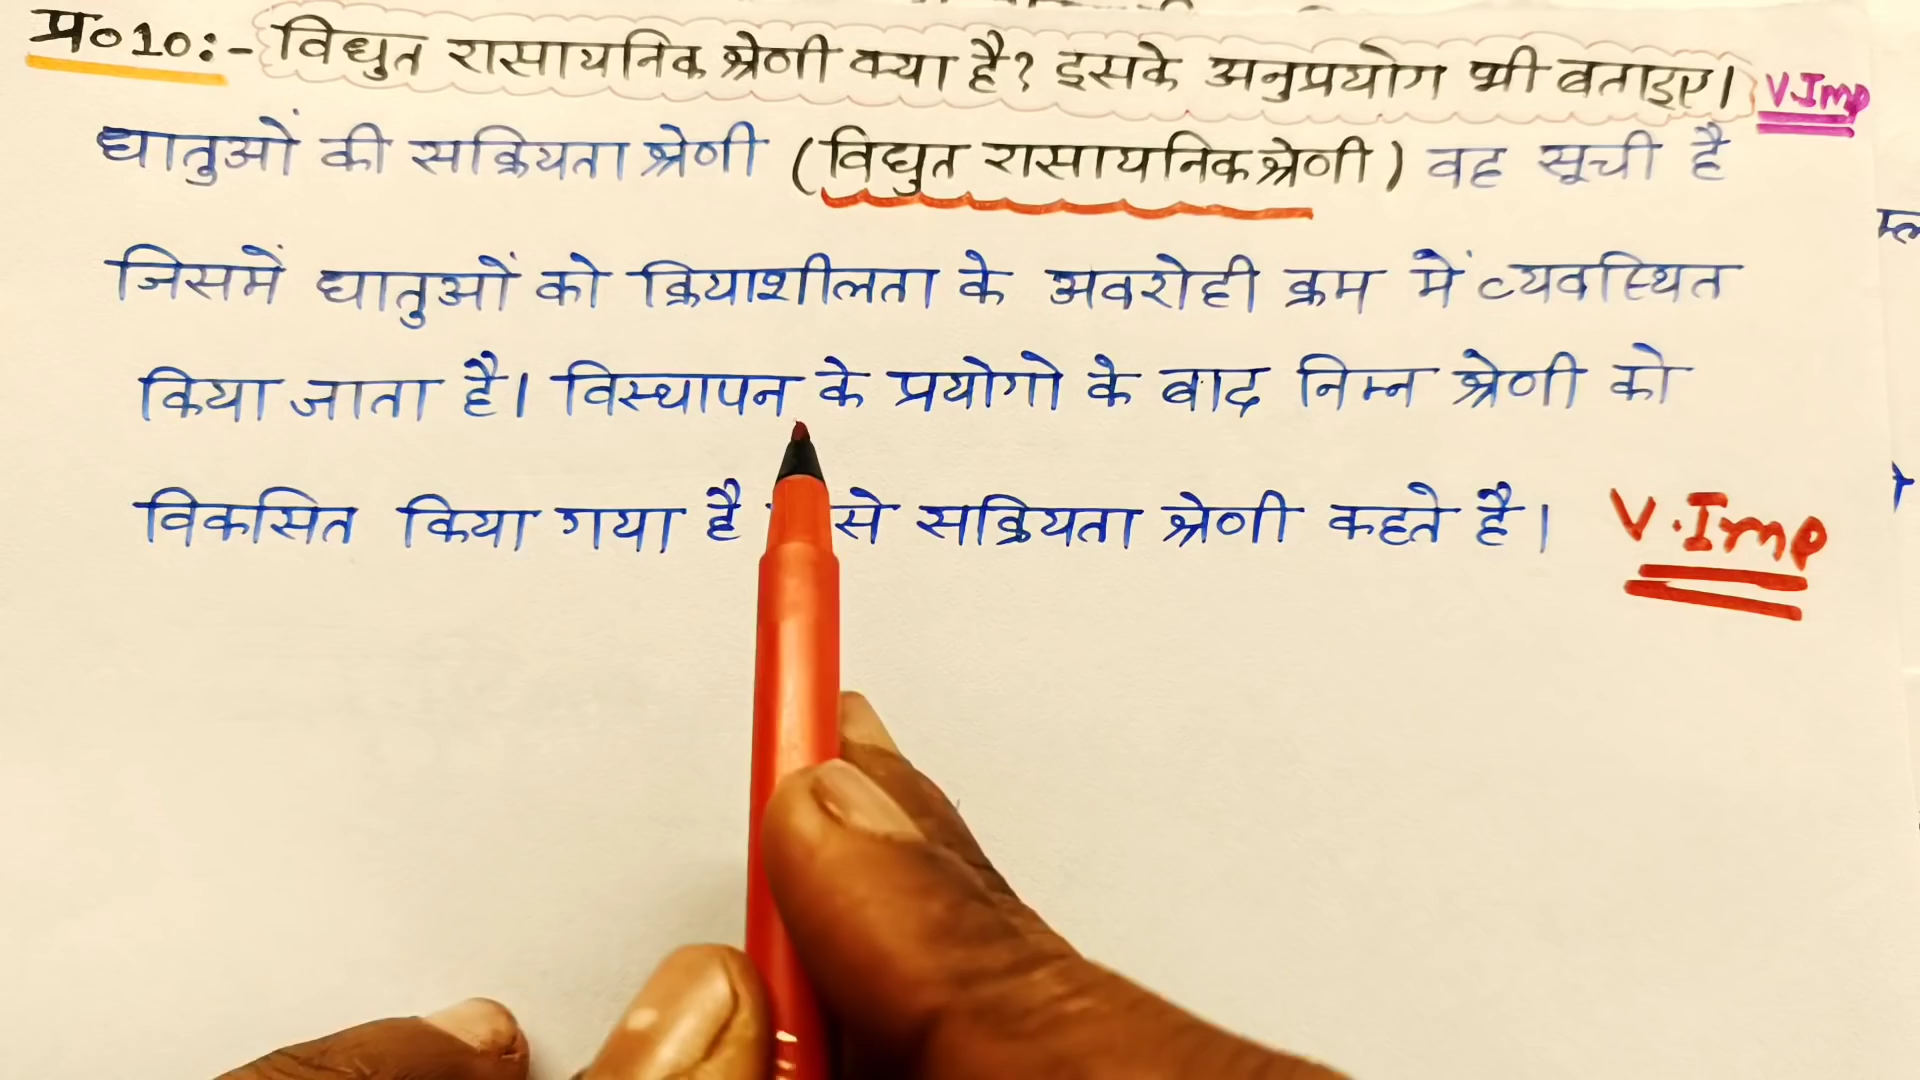 प्र०10:- विद्युत रासायनिक श्रेणी क्या है? इसके अनुप्रयोग भी बताइए। V.Imp
धातुओं की सक्रियता श्रेणी (विद्युत रासायनिक श्रेणी) वह सूची है
जिसमें धातुओं को क्रियाशीलता के अवरोही क्रम में व्यवस्थित
किया जाता है। विस्थापन के प्रयोगो के बाद निम्न श्रेणी को
विकसित किया गया है से सक्रियता श्रेणी कहते है। V.Imp